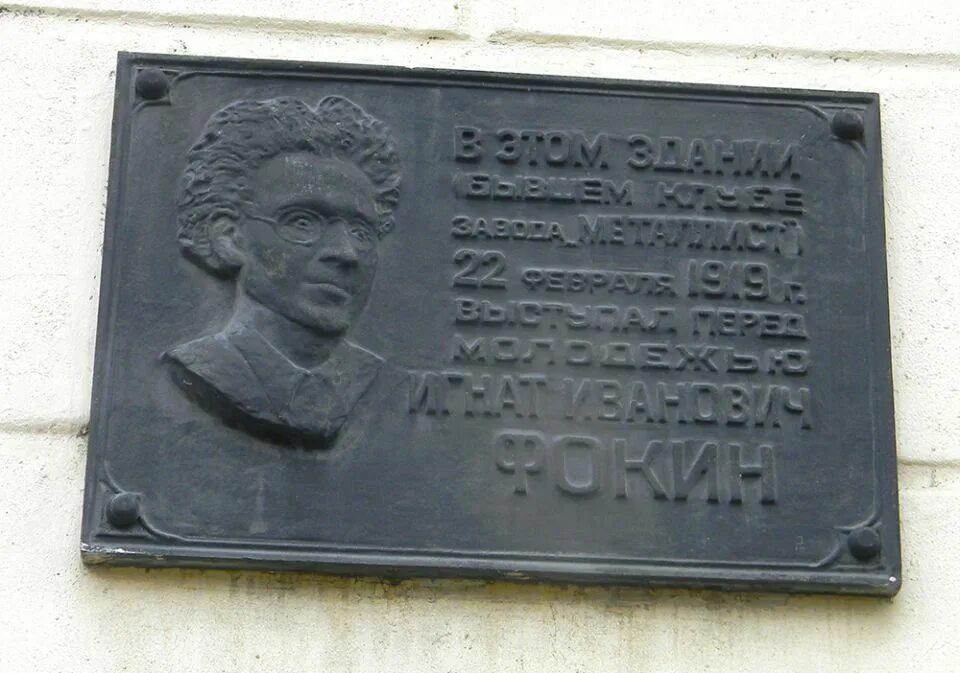 В ЭТОМ ЗДАНИИ
(БЫВШЕМ КЛУБЕ
ЗАВОДА „МЕТАЛЛИСТ")
22 ФЕВРАЛЯ 1919 г.
ВЫСТУПАЛ ПЕРЕД
МОЛОДЕЖЬЮ
ИГНАТ ИВАНОВИЧ
ФОКИН